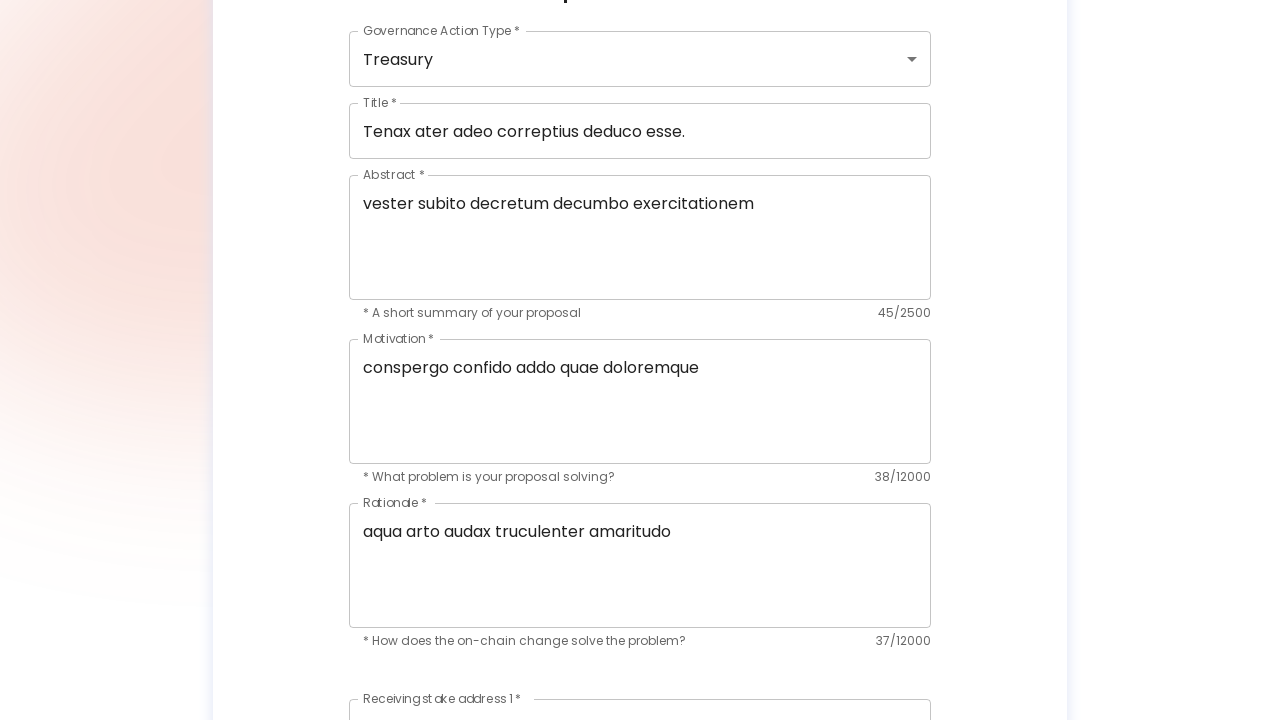 Governance Action Type *
Treasury
Title *
Tenax ater adeo correptius deduco esse.
Abstract *
vester subito decretum decumbo exercitationem
* A short summary of your proposal
45/2500
Motivation *
conspergo confido addo quae doloremque
* What problem is your proposal solving?
38/12000
Rationale *
aqua arto audax truculenter amaritudo
* How does the on-chain change solve the problem?
37/12000
Receiving stake address 1 *